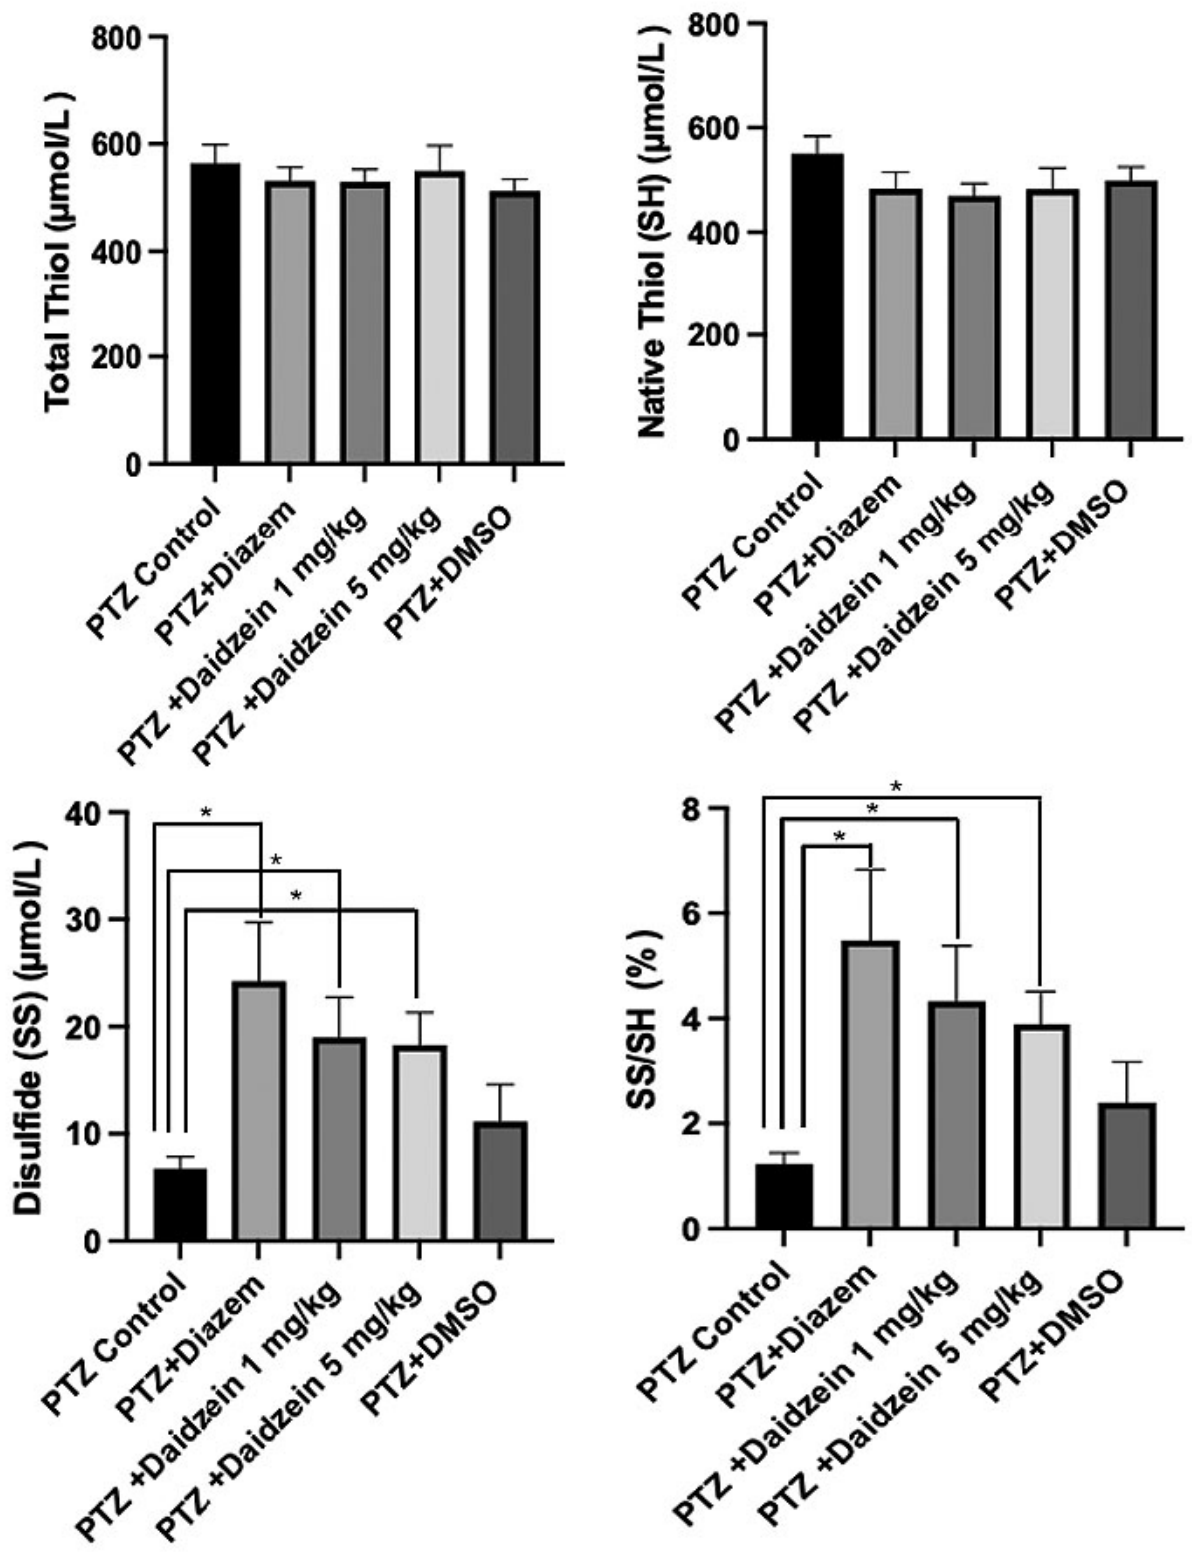 Total Thiol (µmol/L)
800
600
400
200
0
PTZ Control
PTZ+Diazem
PTZ +Daidzein 1 mg/kg
PTZ +Daidzein 5 mg/kg
PTZ+DMSO
Native Thiol (SH) (µmol/L)
800
600
400
200
0
PTZ Control
PTZ+Diazem
PTZ +Daidzein 1 mg/kg
PTZ +Daidzein 5 mg/kg
PTZ+DMSO
Disulfide (SS) (µmol/L)
40
30
20
10
0
*
*
*
PTZ Control
PTZ+Diazem
PTZ +Daidzein 1 mg/kg
PTZ +Daidzein 5 mg/kg
PTZ+DMSO
SS/SH (%)
8
6
4
2
0
*
*
*
PTZ Control
PTZ+Diazem
PTZ +Daidzein 1 mg/kg
PTZ +Daidzein 5 mg/kg
PTZ+DMSO